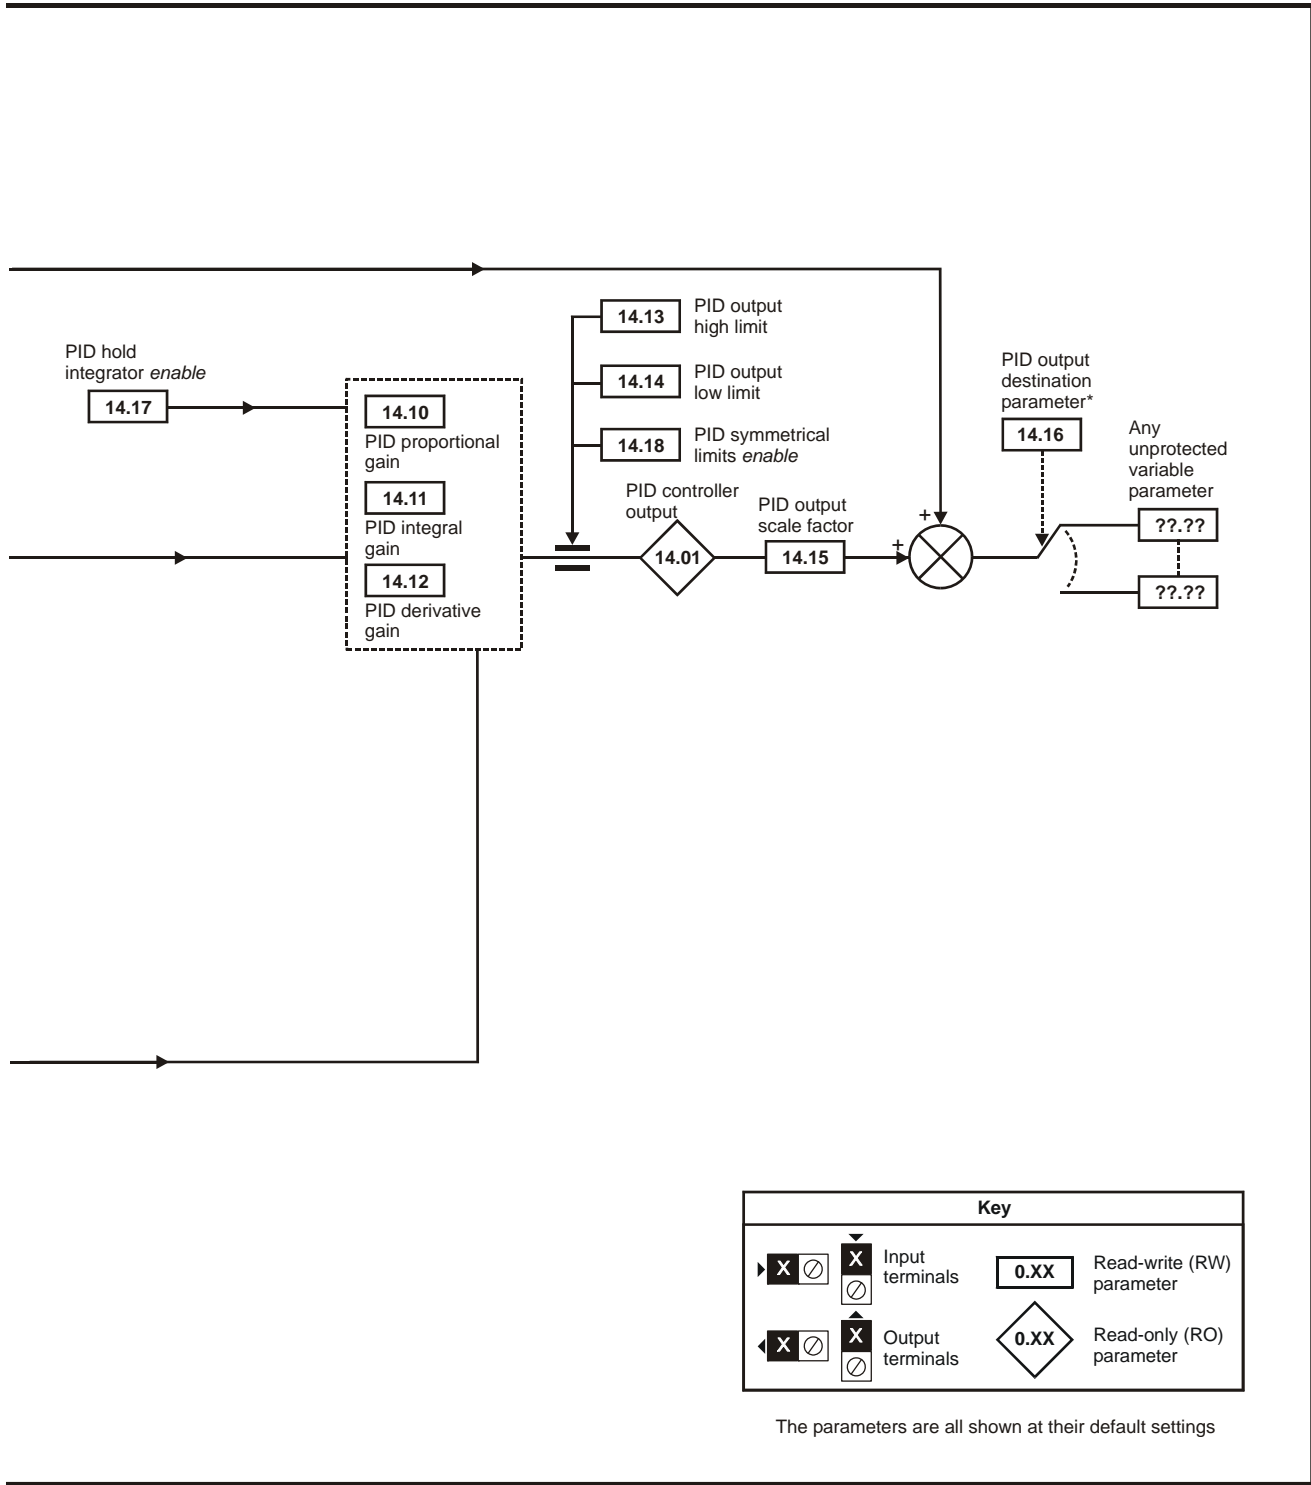 14.13
PID output
high limit
PID hold
integrator enable
14.17
14.14
PID output
low limit
14.18
PID symmetrical
limits enable
14.10
PID proportional
gain
14.11
PID integral
gain
14.12
PID derivative
gain
PID controller
output
14.01
PID output
scale factor
14.15
+
+
PID output
destination
parameter*
14.16
Any
unprotected
variable
parameter
??.??
??.??
Key
X
X
Input
terminals
0.XX
Read-write (RW)
parameter
X
X
Output
terminals
0.XX
Read-only (RO)
parameter
The parameters are all shown at their default settings